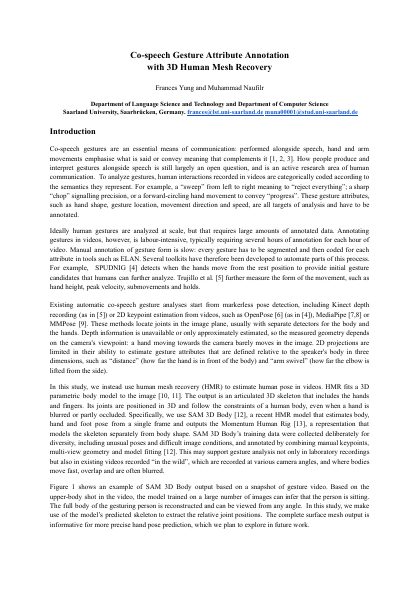 Co-speech Gesture Attribute Annotation
with 3D Human Mesh Recovery
Frances Yung and Muhammad Naufilr
Department of Language Science and Technology and Department of Computer Science
Saarland University, Saarbrücken, Germany. frances@lst.uni-saarland.de muna00001@stud.uni-saarland.de
Introduction
Co-speech gestures are an essential means of communication: performed alongside speech, hand and arm
movements emphasise what is said or convey meaning that complements it [1, 2, 3]. How people produce and
interpret gestures alongside speech is still largely an open question, and is an active research area of human
communication. To analyze gestures, human interactions recorded in videos are categorically coded according to
the semantics they represent. For example, a “sweep” from left to right meaning to “reject everything”; a sharp
“chop” signalling precision, or a forward-circling hand movement to convey “progress”. These gesture attributes,
such as hand shape, gesture location, movement direction and speed, are all targets of analysis and have to be
annotated.
Ideally human gestures are analyzed at scale, but that requires large amounts of annotated data. Annotating
gestures in videos, however, is labour-intensive, typically requiring several hours of annotation for each hour of
video. Manual annotation of gesture form is slow: every gesture has to be segmented and then coded for each
attribute in tools such as ELAN. Several toolkits have therefore been developed to automate parts of this process.
For example, SPUDNIG [4] detects when the hands move from the rest position to provide initial gesture
candidates that humans can further analyze. Trujillo et al. [5] further measure the form of the movement, such as
hand height, peak velocity, submovements and holds.
Existing automatic co-speech gesture analyses start from markerless pose detection, including Kinect depth
recording (as in [5]) or 2D keypoint estimation from videos, such as OpenPose [6] (as in [4]), MediaPipe [7,8] or
MMPose [9]. These methods locate joints in the image plane, usually with separate detectors for the body and
the hands. Depth information is unavailable or only approximately estimated, so the measured geometry depends
on the camera's viewpoint: a hand moving towards the camera barely moves in the image. 2D projections are
limited in their ability to estimate gesture attributes that are defined relative to the speaker's body in three
dimensions, such as “distance” (how far the hand is in front of the body) and “arm swivel” (how far the elbow is
lifted from the side).
In this study, we instead use human mesh recovery (HMR) to estimate human pose in videos. HMR fits a 3D
parametric body model to the image [10, 11]. The output is an articulated 3D skeleton that includes the hands
and fingers. Its joints are positioned in 3D and follow the constraints of a human body, even when a hand is
blurred or partly occluded. Specifically, we use SAM 3D Body [12], a recent HMR model that estimates body,
hand and foot pose from a single frame and outputs the Momentum Human Rig [13], a representation that
models the skeleton separately from body shape. SAM 3D Body's training data were collected deliberately for
diversity, including unusual poses and difficult image conditions, and annotated by combining manual keypoints,
multi-view geometry and model fitting [12]. This may support gesture analysis not only in laboratory recordings
but also in existing videos recorded “in the wild”, which are recorded at various camera angles, and where bodies
move fast, overlap and are often blurred.
Figure 1 shows an example of SAM 3D Body output based on a snapshot of gesture video. Based on the
upper-body shot in the video, the model trained on a large number of images can infer that the person is sitting.
The full body of the gesturing person is reconstructed and can be viewed from any angle. In this study, we make
use of the model's predicted skeleton to extract the relative joint positions. The complete surface mesh output is
informative for more precise hand pose prediction, which we plan to explore in future work.